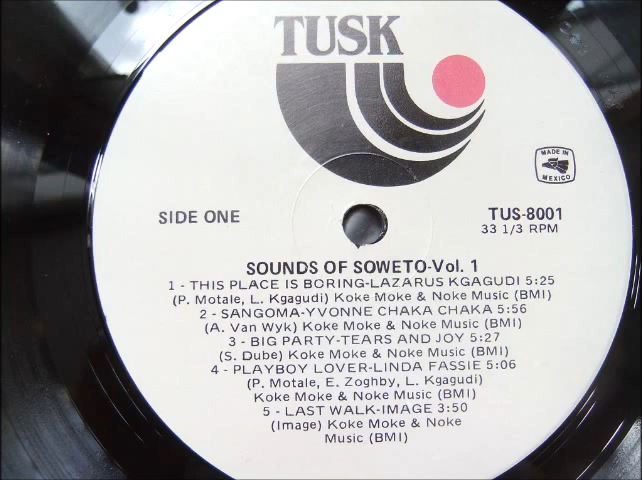 TUSK
MADE IN
MEXICO
SIDE ONE
TUS-8001
33 1/3 RPM
SOUNDS OF SOWETO-Vol. 1
1 - THIS PLACE IS BORING-LAZARUS KGAGUDI 5:25
(P. Motale, L. Kgagudi) Koke Moke & Noke Music (BMI)
2 - SANGOMA-YVONNE CHAKA CHAKA 5:56
(A. Van Wyk) Koke Moke & Noke Music (BMI)
3 - BIG PARTY-TEARS AND JOY 5:27
(S. Dube) Koke Moke & Noke Music (BMI)
4 - PLAYBOY LOVER-LINDA FASSIE 5:06
(P. Motale, E. Zoghby, L. Kgagudi)
Koke Moke & Noke Music (BMI)
5 - LAST WALK-IMAGE 3:50
(Image) Koke Moke & Noke
Music (BMI)